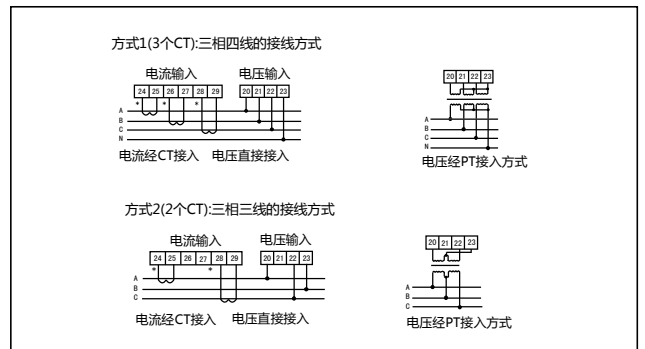 方式1(3个CT):三相四线的接线方式
电流输入 电压输入
24 25 26 27 28 29 20 21 22 23 20 21 22 23
* * *
A
B
C
N
A
B
C
N
电流经CT接入 电压直接接入 电压经PT接入方式
方式2(2个CT):三相三线的接线方式
电流输入 电压输入
24 25 26 27 28 29 20 21 22 23 20 21 22 23
* *
A
B
C
A
B
C
电流经CT接入 电压直接接入 电压经PT接入方式